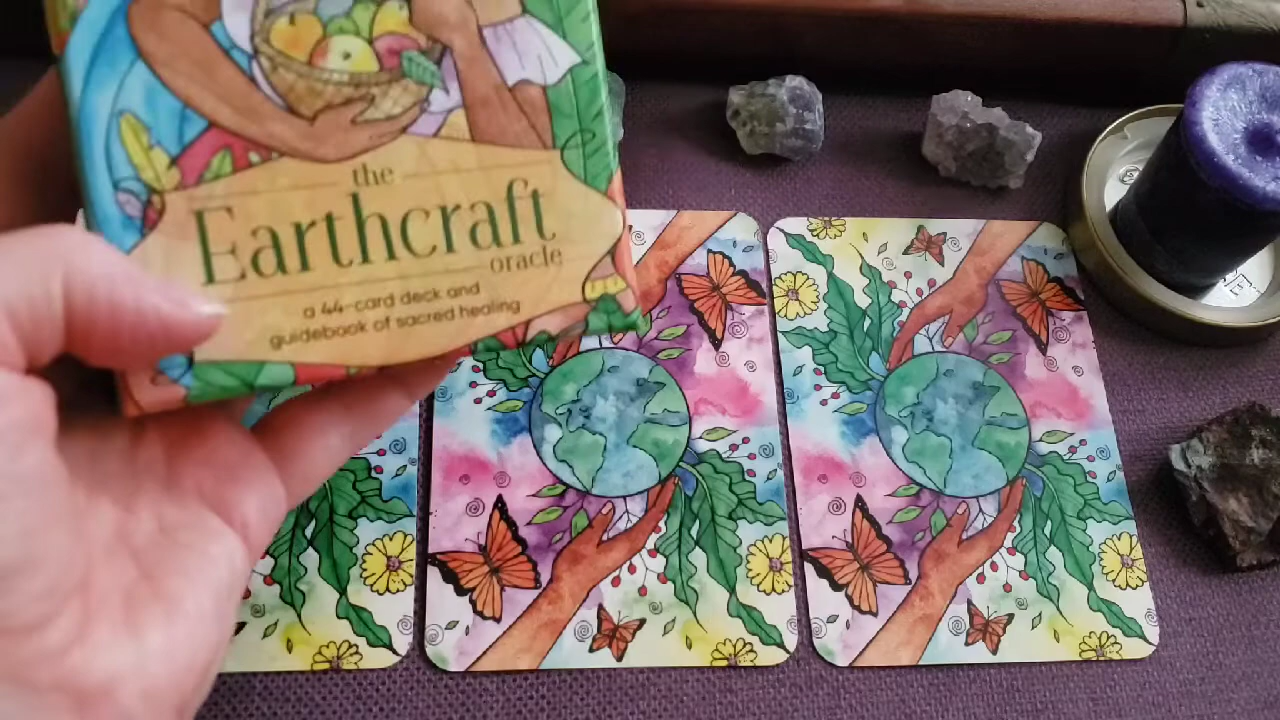 the
Earthcraft
oracle
a 44-card deck and
guidebook of sacred healing